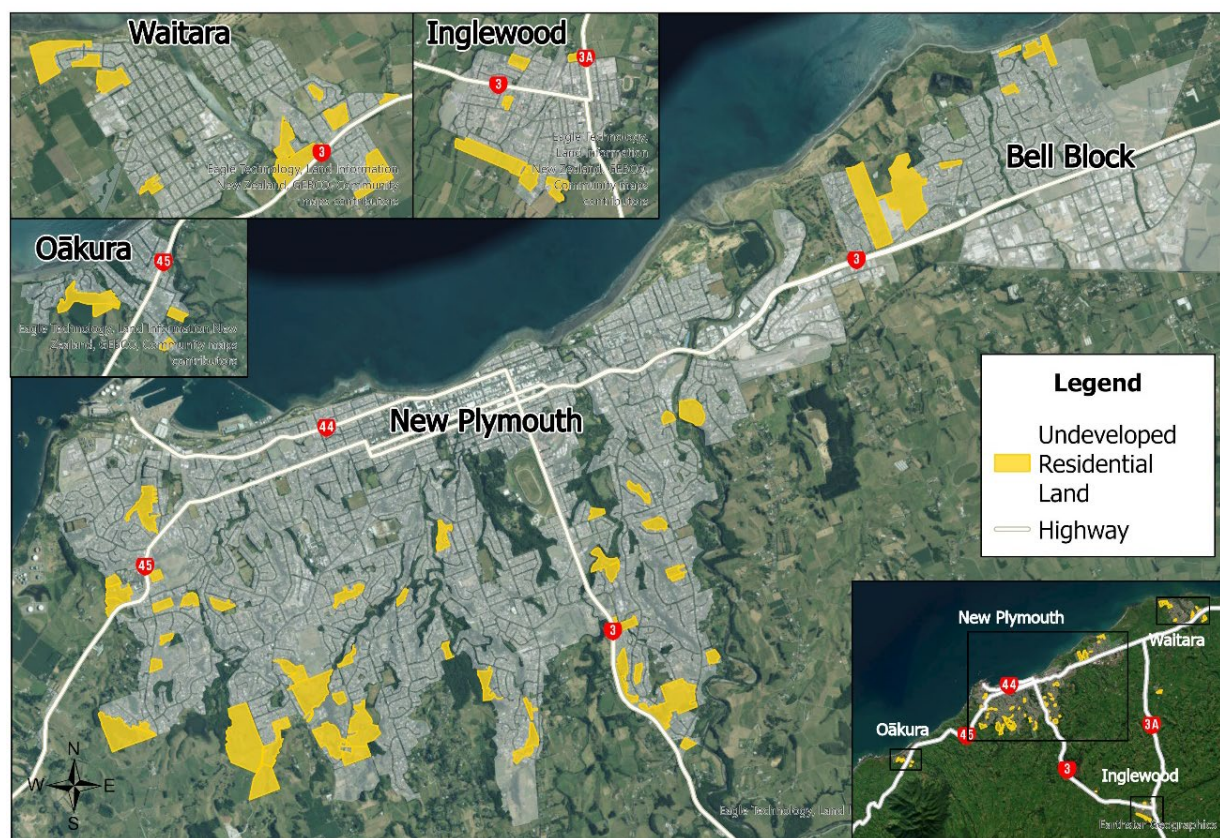 Waitara
3
Eagle Technology, Land Information
New Zealand, GEBCO, Community
maps contributors
Inglewood
3A
3
Eagle Technology,
Land Information
New Zealand, GEBCO,
Community maps
contributors
Oākura
45
Eagle Technology, Land Information New
Zealand, GEBCO, Community maps
contributors
Bell Block
3
New Plymouth
44
45
3
Legend
Undeveloped
Residential
Land
Highway
N
W E
S
Eagle Technology, Land
New Plymouth
Waitara
44
Oākura
45
3A
3
Inglewood
Earthstar Geographics